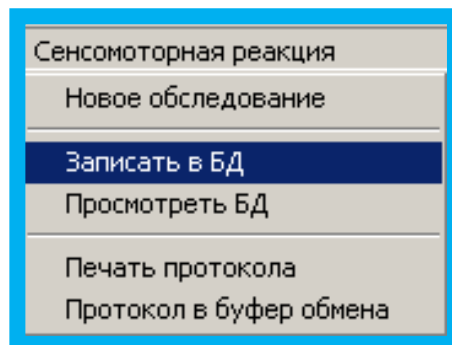 Сенсомоторная реакция
Новое обследование
Записать в БД
Просмотреть БД
Печать протокола
Протокол в буфер обмена